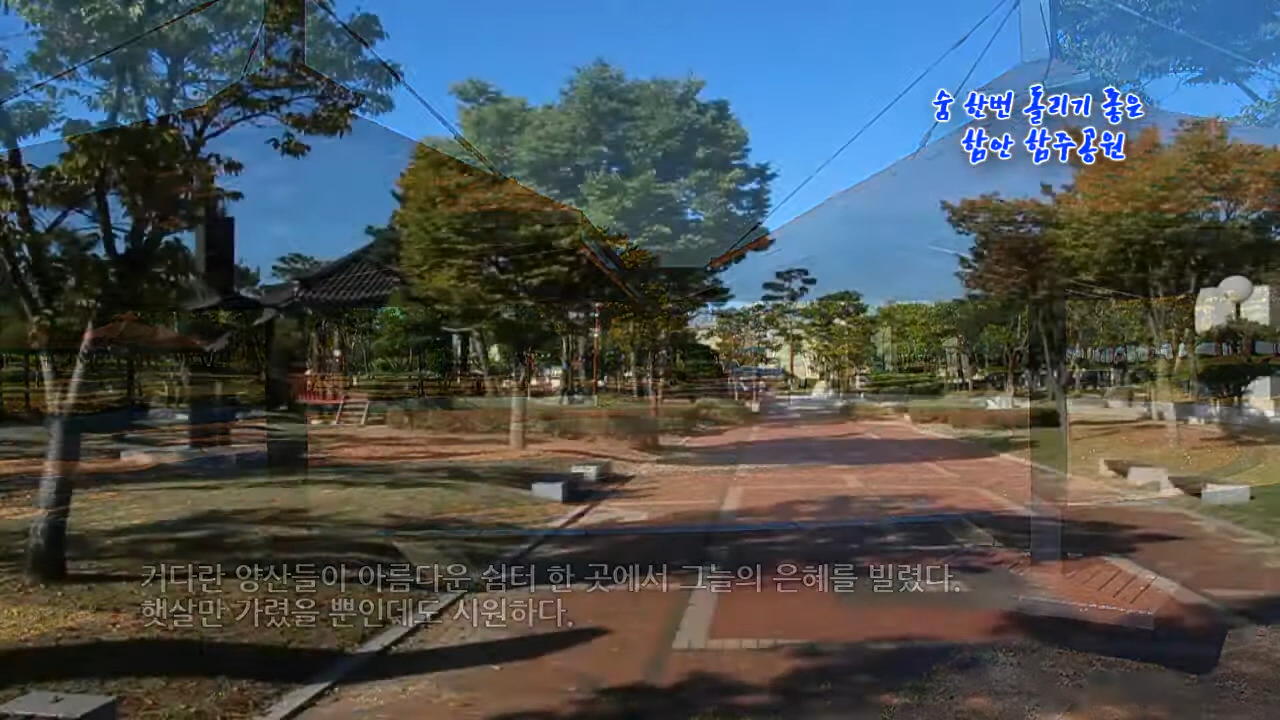 숨 한번 돌리기 좋은
함안 함주공원
커다란 양산들이 아름다운 쉼터 한 곳에서 그늘의 은혜를 빌렸다.
햇살만 가렸을 뿐인데도 시원하다.